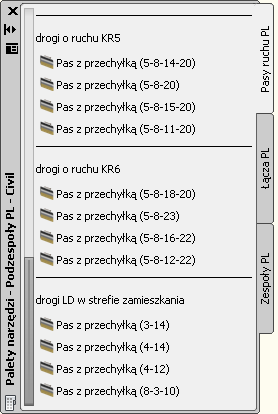 drogi o ruchu KR5
Pas z przechyłką (5-8-14-20)
Pas z przechyłką (5-8-20)
Pas z przechyłką (5-8-15-20)
Pas z przechyłką (5-8-11-20)
drogi o ruchu KR6
Pas z przechyłką (5-8-18-20)
Pas z przechyłką (5-8-23)
Pas z przechyłką (5-8-16-22)
Pas z przechyłką (5-8-12-22)
drogi LD w strefie zamieszkania
Pas z przechyłką (3-14)
Pas z przechyłką (4-14)
Pas z przechyłką (4-12)
Pas z przechyłką (8-3-10)
Pasy ruchu PL
Łącza PL
Zespoły PL
Palety narzędzi - Podzespoły PL - Civil